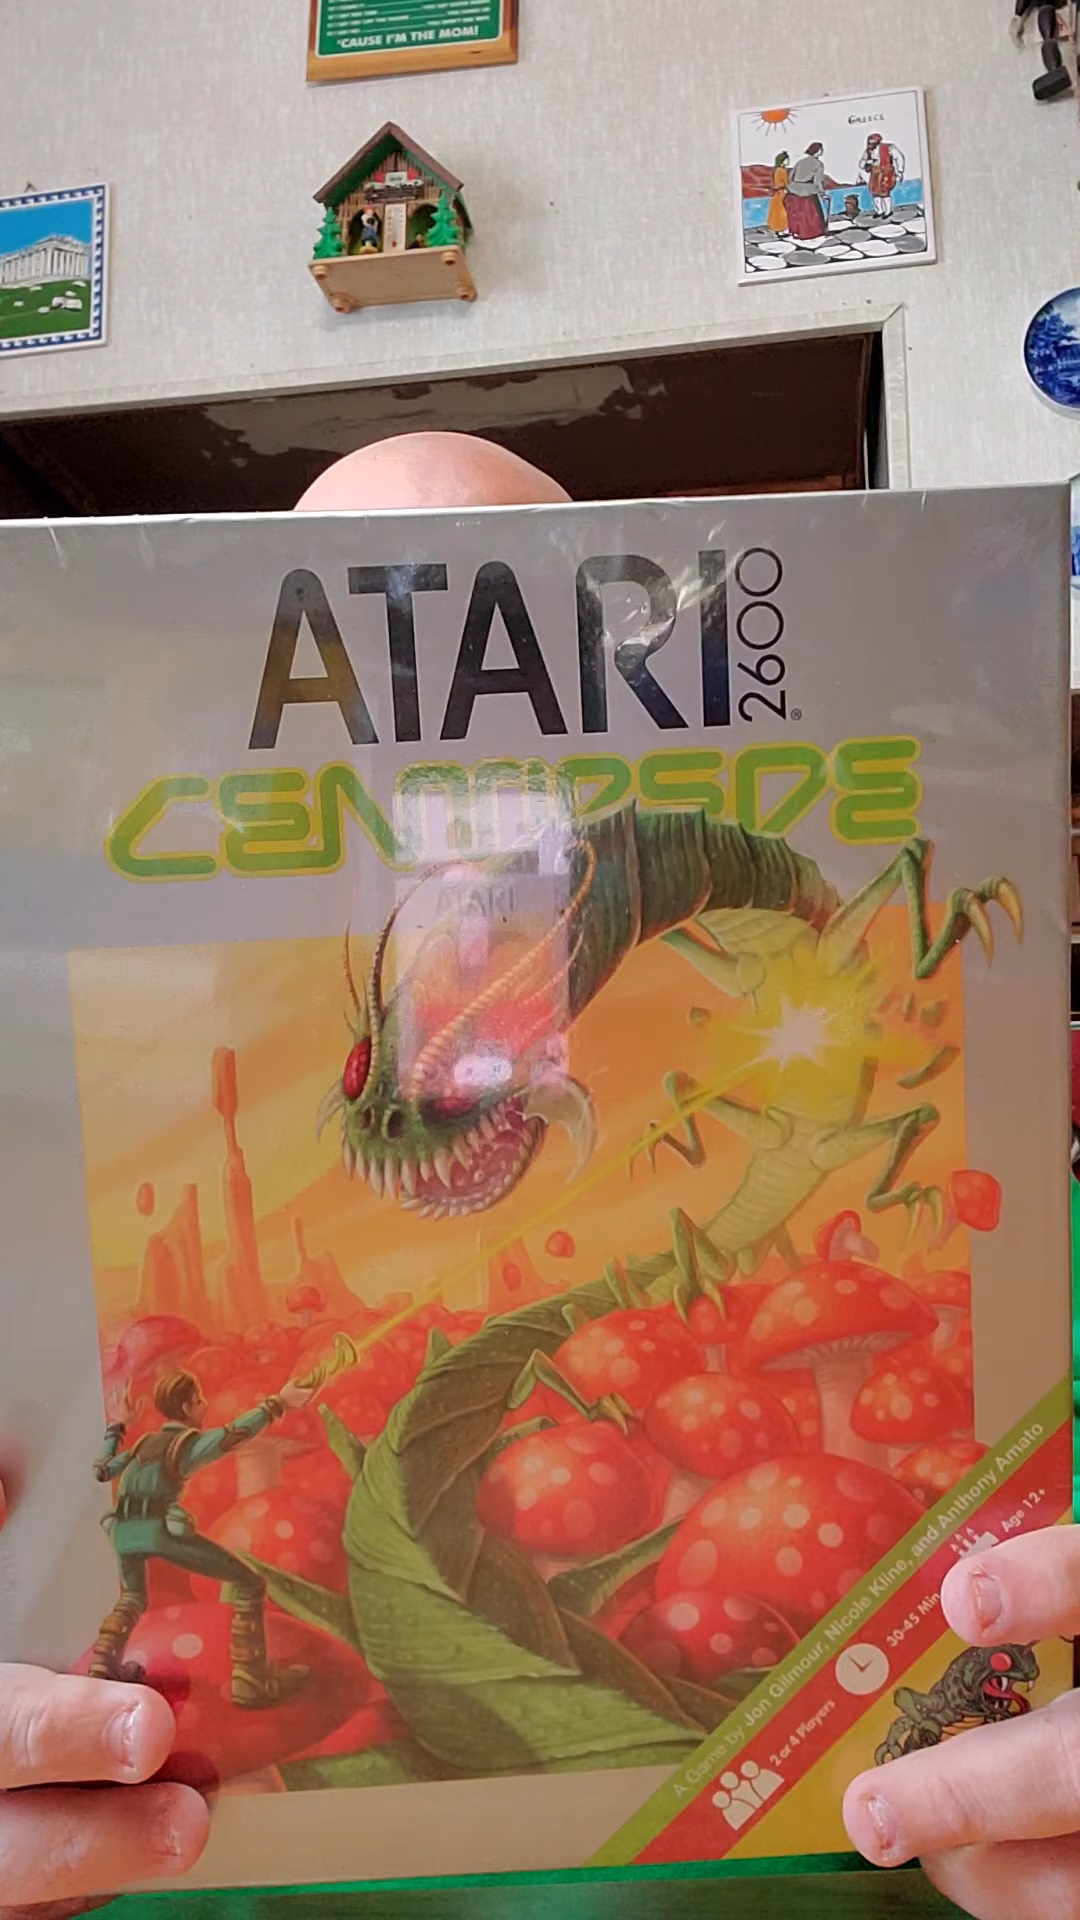 'CAUSE I'M THE MOM!
GREECE
ATARI 2600®
CENTIPEDE
ATARI
A Game by Jon Gilmour, Nicole Kline, and Anthony Amato
2 or 4 Players
30-45 Min
Age 12+